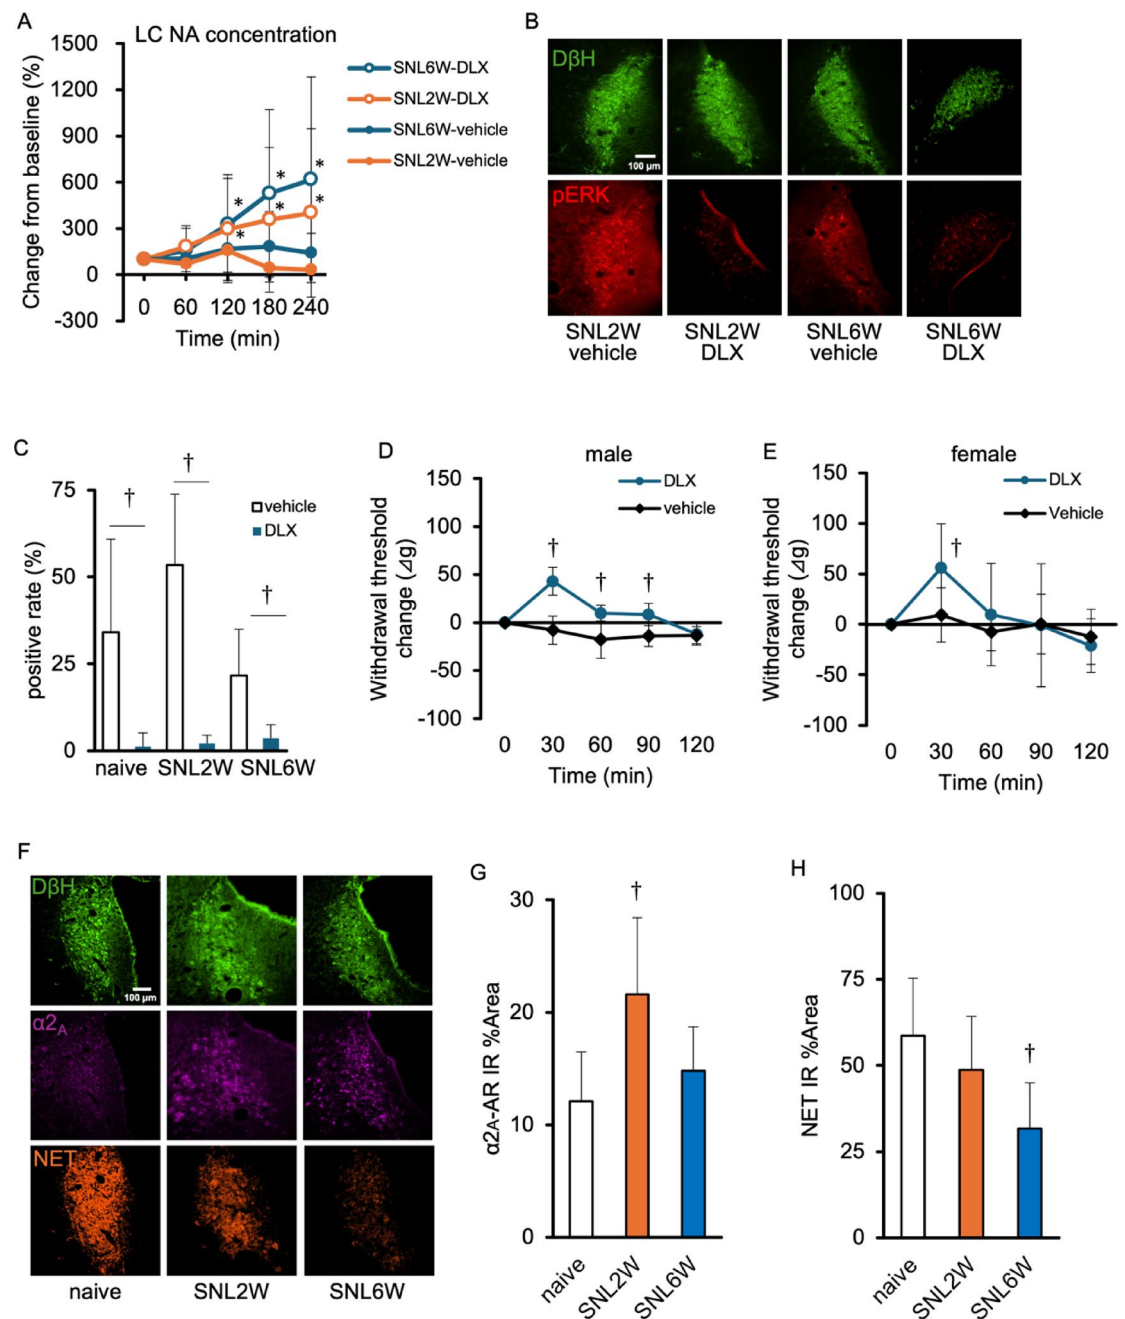 A
LC NA concentration
Change from baseline (%)
1500
1200
900
600
300
0
-300
0 60 120 180 240
Time (min)
SNL6W-DLX
SNL2W-DLX
SNL6W-vehicle
SNL2W-vehicle
* * * * * *
B
DβH
100 μm
pERK
SNL2W vehicle
SNL2W DLX
SNL6W vehicle
SNL6W DLX
C
positive rate (%)
75
50
25
0
† † †
vehicle
DLX
naive SNL2W SNL6W
D
male
Withdrawal threshold
change (⊿g)
150
100
50
0
-50
-100
DLX
vehicle
† † †
0 30 60 90 120
Time (min)
E
female
Withdrawal threshold
change (⊿g)
150
100
50
0
-50
-100
DLX
Vehicle
†
0 30 60 90 120
Time (min)
F
DβH
100 μm
α2A
NET
naive SNL2W SNL6W
G
α2A-AR IR %Area
30
20
10
0
†
naive
SNL2W
SNL6W
H
NET IR %Area
100
75
50
25
0
†
naive
SNL2W
SNL6W